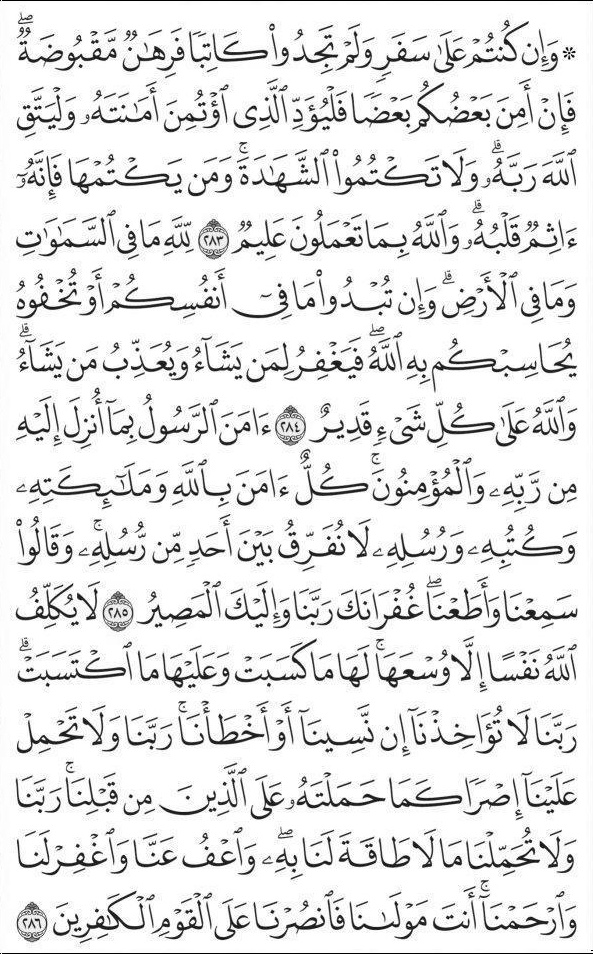 ۞ وَإِن كُنتُمْ عَلَىٰ سَفَرٍ وَلَمْ تَجِدُوا۟ كَاتِبًا فَرِهَـٰنٌ مَّقْبُوضَةٌ ۖ
فَإِنْ أَمِنَ بَعْضُكُم بَعْضًا فَلْيُؤَدِّ ٱلَّذِى ٱؤْتُمِنَ أَمَـٰنَتَهُۥ وَلْيَتَّقِ
ٱللَّهَ رَبَّهُۥ ۗ وَلَا تَكْتُمُوا۟ ٱلشَّهَـٰدَةَ ۚ وَمَن يَكْتُمْهَا فَإِنَّهُۥٓ
ءَاثِمٌ قَلْبُهُۥ ۗ وَٱللَّهُ بِمَا تَعْمَلُونَ عَلِيمٌ ٢٨٣ لِّلَّهِ مَا فِى ٱلسَّمَـٰوَٰتِ
وَمَا فِى ٱلْأَرْضِ ۗ وَإِن تُبْدُوا۟ مَا فِىٓ أَنفُسِكُمْ أَوْ تُخْفُوهُ
يُحَاسِبْكُم بِهِ ٱللَّهُ ۖ فَيَغْفِرُ لِمَن يَشَآءُ وَيُعَذِّبُ مَن يَشَآءُ ۗ
وَٱللَّهُ عَلَىٰ كُلِّ شَىْءٍ قَدِيرٌ ٢٨٤ ءَامَنَ ٱلرَّسُولُ بِمَآ أُنزِلَ إِلَيْهِ
مِن رَّبِّهِۦ وَٱلْمُؤْمِنُونَ ۚ كُلٌّ ءَامَنَ بِٱللَّهِ وَمَلَـٰٓئِكَتِهِۦ
وَكُتُبِهِۦ وَرُسُلِهِۦ لَا نُفَرِّقُ بَيْنَ أَحَدٍ مِّن رُّسُلِهِۦ ۚ وَقَالُوا۟
سَمِعْنَا وَأَطَعْنَا ۖ غُفْرَانَكَ رَبَّنَا وَإِلَيْكَ ٱلْمَصِيرُ ٢٨٥ لَا يُكَلِّفُ
ٱللَّهُ نَفْسًا إِلَّا وُسْعَهَا ۚ لَهَا مَا كَسَبَتْ وَعَلَيْهَا مَا ٱكْتَسَبَتْ ۗ
رَبَّنَا لَا تُؤَاخِذْنَآ إِن نَّسِينَآ أَوْ أَخْطَأْنَا ۚ رَبَّنَا وَلَا تَحْمِلْ
عَلَيْنَآ إِصْرًا كَمَا حَمَلْتَهُۥ عَلَى ٱلَّذِينَ مِن قَبْلِنَا ۚ رَبَّنَا
وَلَا تُحَمِّلْنَا مَا لَا طَاقَةَ لَنَا بِهِۦ ۖ وَٱعْفُ عَنَّا وَٱغْفِرْ لَنَا
وَٱرْحَمْنَآ ۚ أَنتَ مَوْلَىٰنَا فَٱنصُرْنَا عَلَى ٱلْقَوْمِ ٱلْكَـٰفِرِينَ ٢٨٦